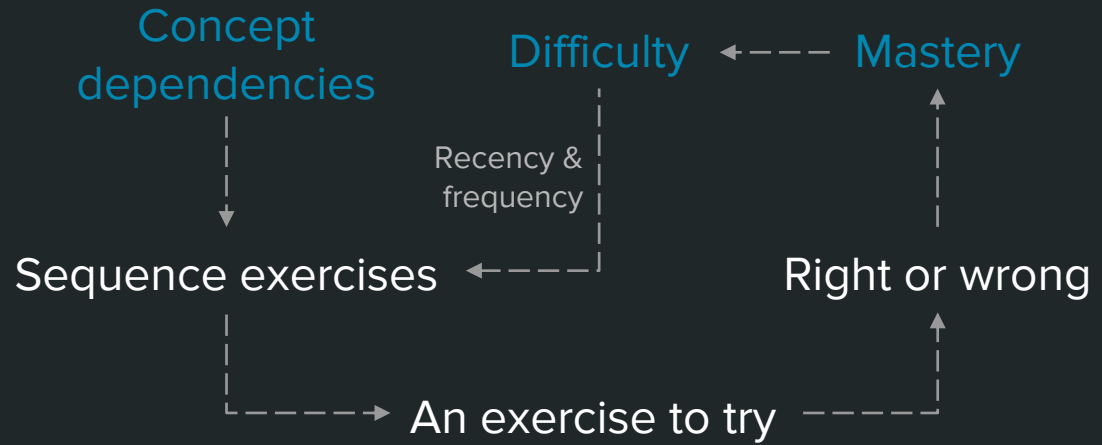 Concept
dependencies
Difficulty
Mastery
Recency &
frequency
Sequence exercises
Right or wrong
An exercise to try